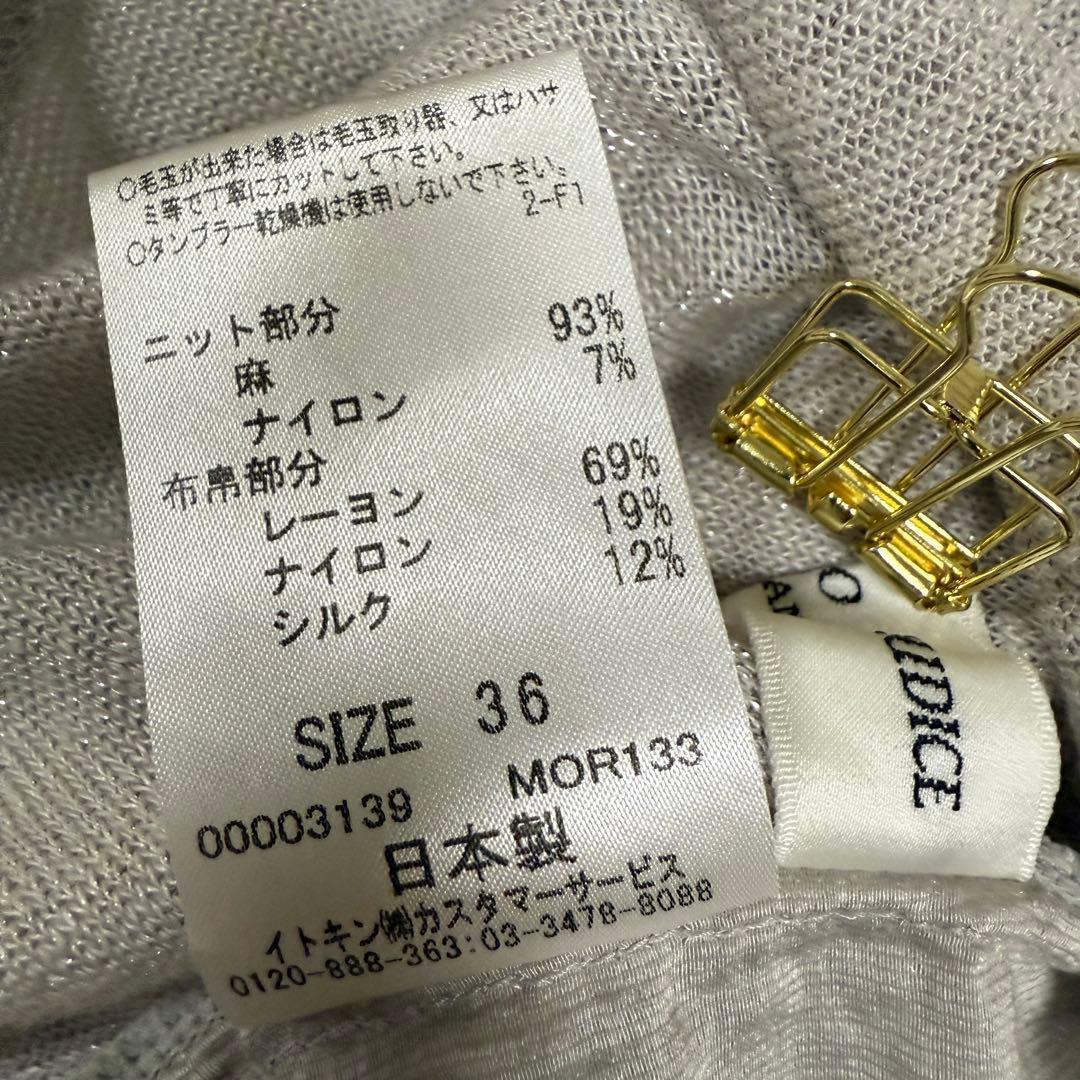 〇毛玉が出来た場合は毛玉取り器、又はハサ
ミ等で丁寧にカットして下さい。
〇タンブラー乾燥機は使用しないで下さい。
2-F1
ニット部分
麻 93%
ナイロン 7%
布帛部分
レーヨン 69%
ナイロン 19%
シルク 12%
SIZE 36
00003139 MOR133
日本製
イトキン㈱カスタマーサービス
0120-888-363:03-3478-8088